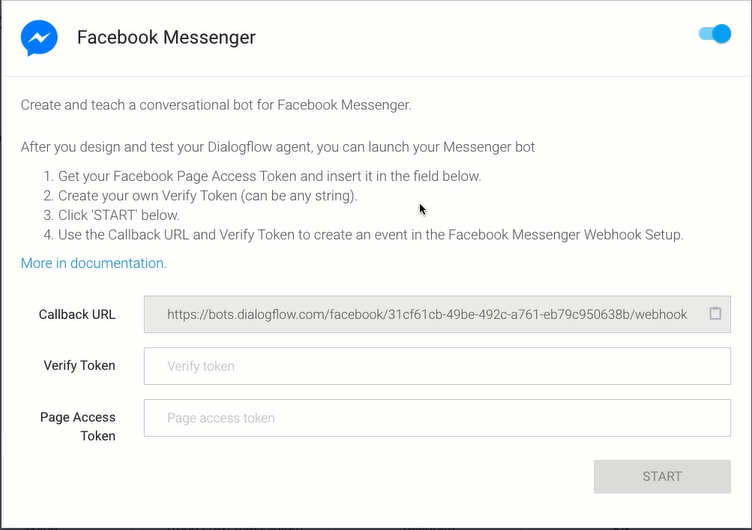 Facebook Messenger
Create and teach a conversational bot for Facebook Messenger.
After you design and test your Dialogflow agent, you can launch your Messenger bot
1. Get your Facebook Page Access Token and insert it in the field below.
2. Create your own Verify Token (can be any string).
3. Click 'START' below.
4. Use the Callback URL and Verify Token to create an event in the Facebook Messenger Webhook Setup.
More in documentation.
Callback URL
https://bots.dialogflow.com/facebook/31cf61cb-49be-492c-a761-eb79c950638b/webhook
Verify Token
Verify token
Page Access
Token
Page access token
START